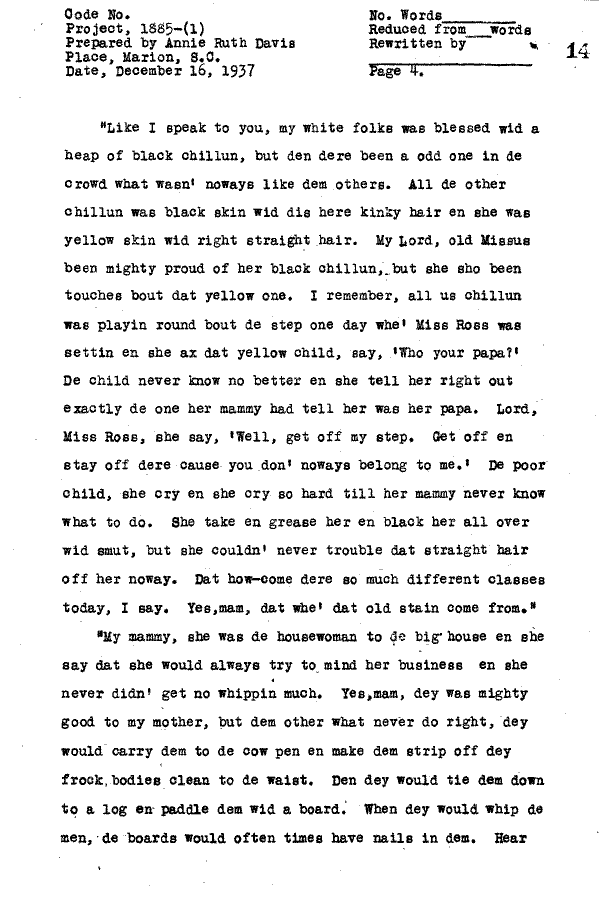 Code No.
Project, 1885-(1)
Prepared by Annie Ruth Davis
Place, Marion, S.C.
Date, December 16, 1937
No. Words
Reduced from words
Rewritten by
Page 4.
14
"Like I speak to you, my white folks was blessed wid a
heap of black chillun, but den dere been a odd one in de
crowd what wasn' noways like dem others. All de other
chillun was black skin wid dis here kinky hair en she was
yellow skin wid right straight hair. My Lord, old Missus
been mighty proud of her black chillun, but she sho been
touches bout dat yellow one. I remember, all us chillun
was playin round bout de step one day whe' Miss Ross was
settin en she ax dat yellow child, say, 'Who your papa?'
De child never know no better en she tell her right out
exactly de one her mammy had tell her was her papa. Lord,
Miss Ross, she say, 'Well, get off my step. Get off en
stay off dere cause you don' noways belong to me.' De poor
child, she cry en she cry so hard till her mammy never know
what to do. She take en grease her en black her all over
wid smut, but she couldn' never trouble dat straight hair
off her noway. Dat how-come dere so much different classes
today, I say. Yes,mam, dat whe' dat old stain come from."
"My mammy, she was de housewoman to de big house en she
say dat she would always try to mind her business en she
never didn' get no whippin much. Yes,mam, dey was mighty
good to my mother, but dem other what never do right, dey
would carry dem to de cow pen en make dem strip off dey
frock bodies clean to de waist. Den dey would tie dem down
to a log en paddle dem wid a board. When dey would whip de
men, de boards would often times have nails in dem. Hear